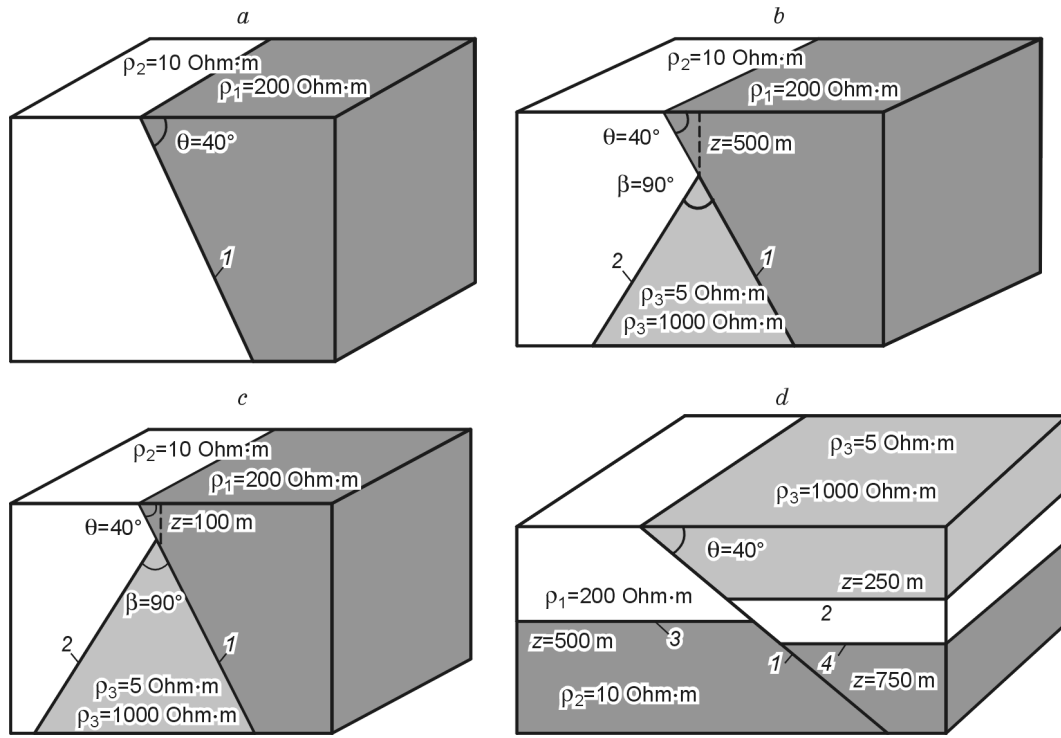 a
ρ₂=10 Ohm·m
ρ₁=200 Ohm·m
θ=40°
1
b
ρ₂=10 Ohm·m
ρ₁=200 Ohm·m
θ=40°
z=500 m
β=90°
2
1
ρ₃=5 Ohm·m
ρ₃=1000 Ohm·m
c
ρ₂=10 Ohm·m
ρ₁=200 Ohm·m
θ=40°
z=100 m
β=90°
2
1
ρ₃=5 Ohm·m
ρ₃=1000 Ohm·m
d
ρ₃=5 Ohm·m
ρ₃=1000 Ohm·m
θ=40°
z=250 m
ρ₁=200 Ohm·m
2
z=500 m
3
1
4
z=750 m
ρ₂=10 Ohm·m